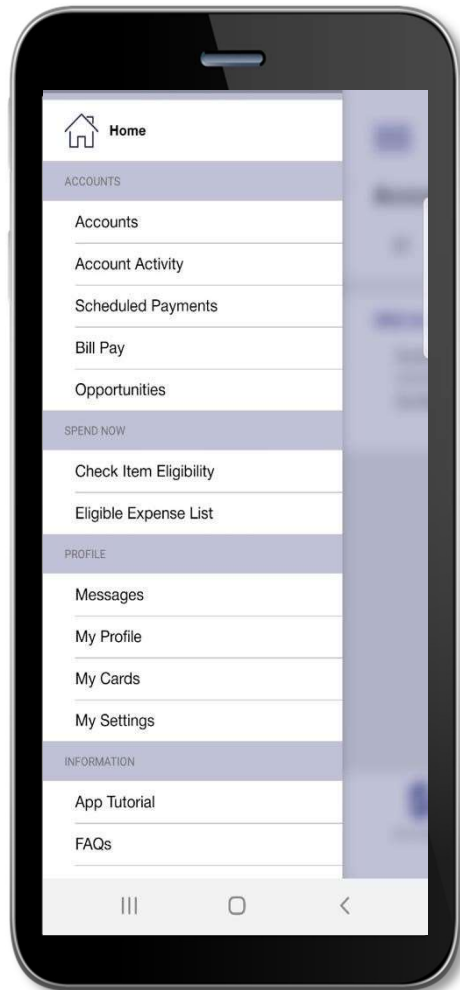 Home
ACCOUNTS
Accounts
Account Activity
Scheduled Payments
Bill Pay
Opportunities
SPEND NOW
Check Item Eligibility
Eligible Expense List
PROFILE
Messages
My Profile
My Cards
My Settings
INFORMATION
App Tutorial
FAQs